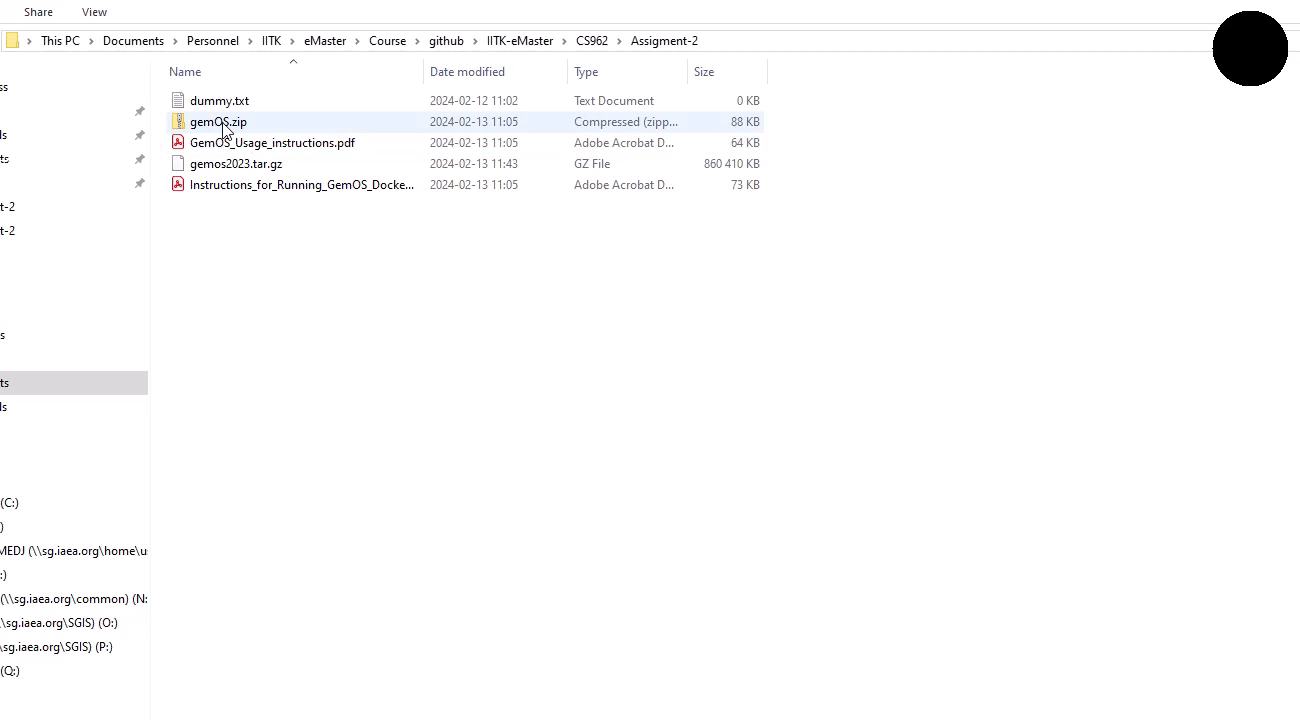 Share View
This PC > Documents > Personnel > IITK > eMaster > Course > github > IITK-eMaster > CS962 > Assigment-2
Name Date modified Type Size
ss
dummy.txt 2024-02-12 11:02 Text Document 0 KB
gemOS.zip 2024-02-13 11:05 Compressed (zipp... 88 KB
ls
GemOS_Usage_instructions.pdf 2024-02-13 11:05 Adobe Acrobat D... 64 KB
ts
gemos2023.tar.gz 2024-02-13 11:43 GZ File 860 410 KB
Instructions_for_Running_GemOS_Docke... 2024-02-13 11:05 Adobe Acrobat D... 73 KB
t-2
t-2
s
ts
ls
(C:)
)
MEDJ (\\sg.iaea.org\home\u
:)
(\\sg.iaea.org\common) (N:
\sg.iaea.org\SGIS) (O:)
\sg.iaea.org\SGIS) (P:)
(Q:)